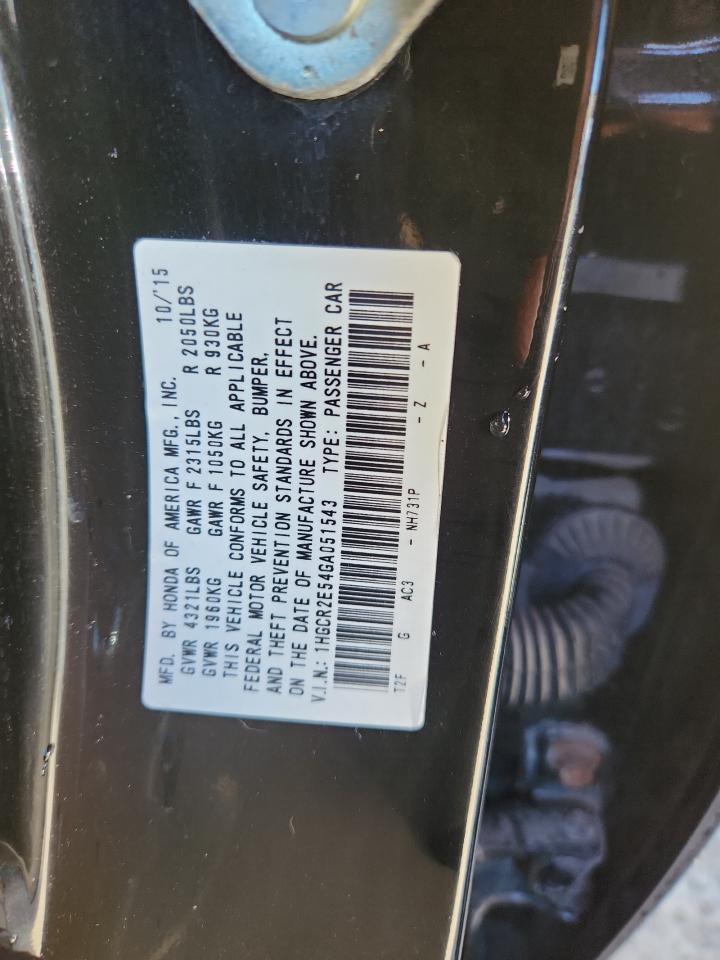 MFD. BY HONDA OF AMERICA MFG., INC. 10/'15
GVWR 4321LBS GAWR F 2315LBS R 2050LBS
GVWR 1960KG GAWR F 1050KG R 930KG
THIS VEHICLE CONFORMS TO ALL APPLICABLE
FEDERAL MOTOR VEHICLE SAFETY, BUMPER,
AND THEFT PREVENTION STANDARDS IN EFFECT
ON THE DATE OF MANUFACTURE SHOWN ABOVE.
V.I.N.: 1HGCR2E54GA051543 TYPE: PASSENGER CAR
T2F G AC3 - NH731P - Z - A